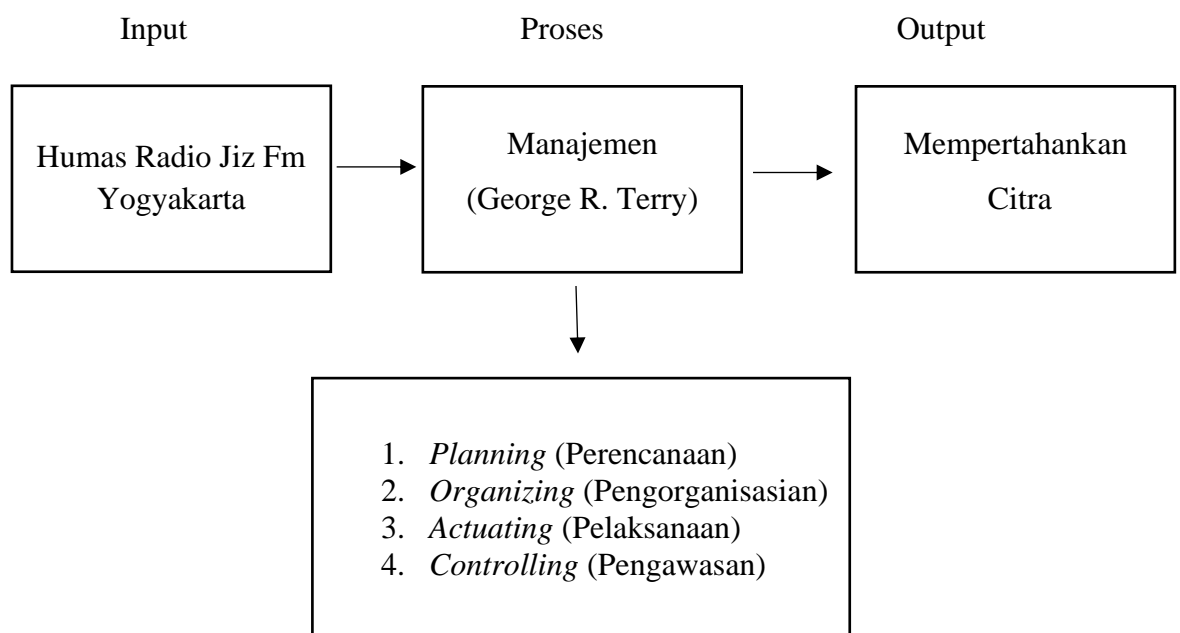 Input
Proses
Output
Humas Radio Jiz Fm
Yogyakarta
Manajemen
(George R. Terry)
Mempertahankan
Citra
1. Planning (Perencanaan)
2. Organizing (Pengorganisasian)
3. Actuating (Pelaksanaan)
4. Controlling (Pengawasan)